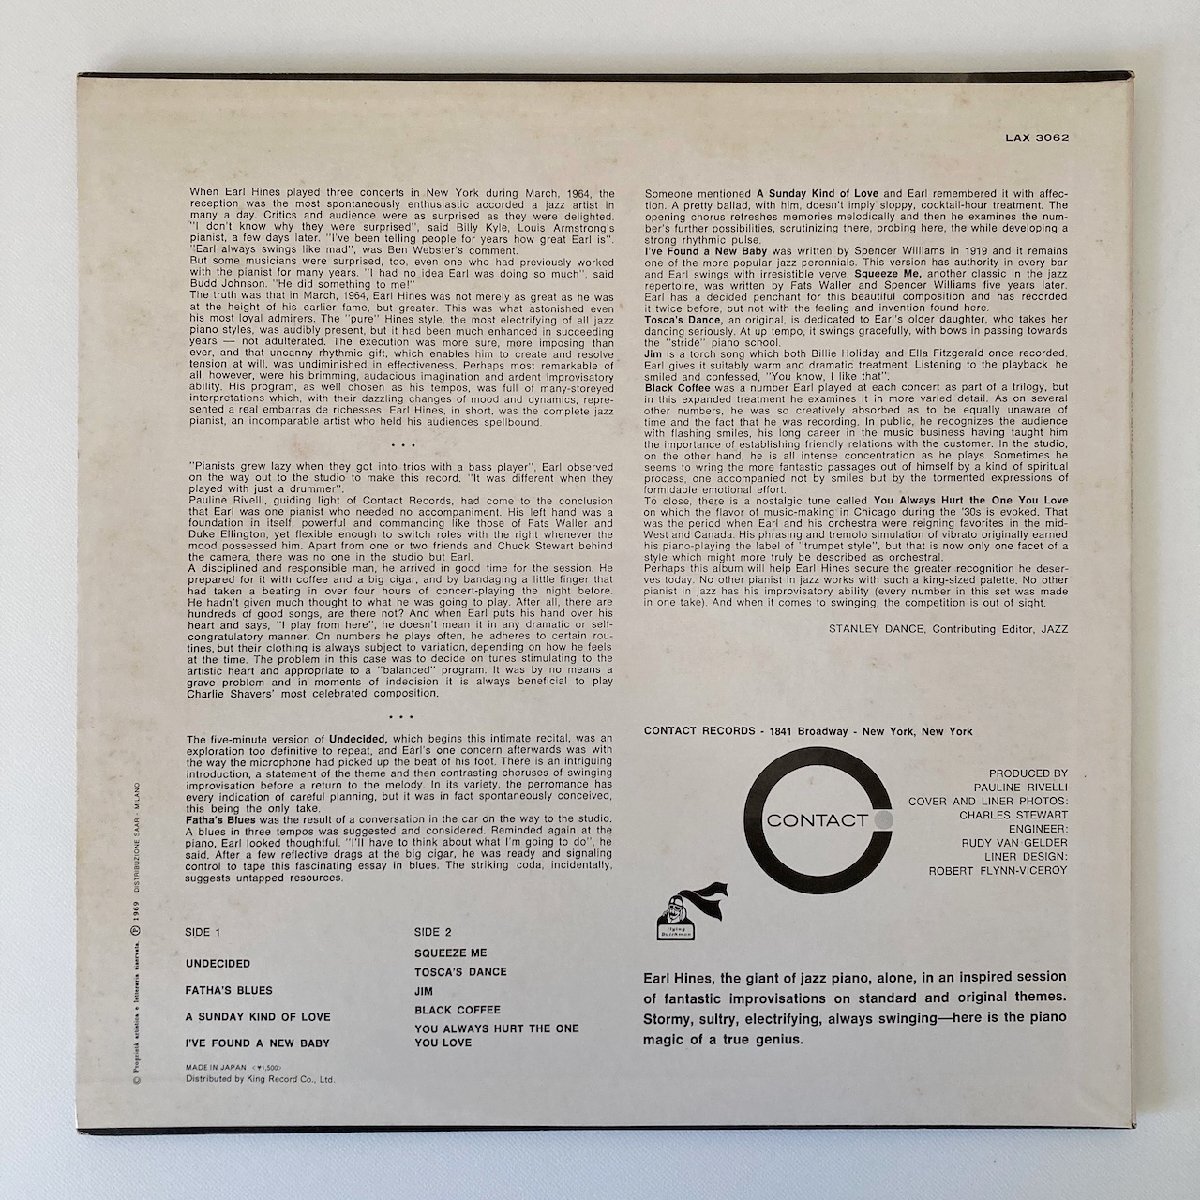 LAX 3062
When Earl Hines played three concerts in New York during March, 1964, the
reception was the most spontaneously enthusiastic accorded a jazz artist in
many a day. Critics and audience were as surprised as they were delighted.
"I don't know why they were surprised", said Billy Kyle, Louis Armstrong's
pianist, a few days later. "I've been telling people for years how great Earl is".
"Earl always swings like mad", was Ben Webster's comment.
But some musicians were surprised, too, even one who had previously worked
with the pianist for many years. "I had no idea Earl was doing so much", said
Budd Johnson. "He did something to me!"
The truth was that in March, 1964, Earl Hines was not merely as great as he was
at the height of his earlier fame, but greater. This was what astonished even
his most loyal admirers. The "pure" Hines style, the most electrifying of all jazz
piano styles, was audibly present, but it had been much enhanced in succeeding
years — not adulterated. The execution was more sure, more imposing than
ever, and that uncanny rhythmic gift, which enables him to create and resolve
tension at will, was undiminished in effectiveness. Perhaps most remarkable of
all, however, were his brimming, audacious imagination and ardent improvisatory
ability. His program, as well chosen as his tempos, was full of many-storeyed
interpretations which, with their dazzling changes of mood and dynamics, repre-
sented a real embarras de richesses. Earl Hines, in short, was the complete jazz
pianist, an incomparable artist who held his audiences spellbound.
* * *
"Pianists grew lazy when they got into trios with a bass player", Earl observed
on the way out to the studio to make this record. "It was different when they
played with just a drummer".
Pauline Rivelli, guiding light of Contact Records, had come to the conclusion
that Earl was one pianist who needed no accompaniment. His left hand was a
foundation in itself, powerful and commancing like those of Fats Waller and
Duke Ellington, yet flexible enough to switch roles with the right whenever the
mood possessed him. Apart from one or two friends and Chuck Stewart behind
the camera, there was no one in the studio but Earl.
A disciplined and responsible man, he arrived in good time for the session. He
prepared for it with coffee and a big cigar, and by bandaging a little finger that
had taken a beating in over four hours of concert-playing the night before.
He hadn't given much thought to what he was going to play. After all, there are
hundreds of good songs, are there not? And when Earl puts his hand over his
heart and says, "I play from here", he doesn't mean it in any dramatic or self-
congratulatory manner. On numbers he plays often, he adheres to certain rou-
tines, but their clothing is always subject to variation, depending on how he feels
at the time. The problem in this case was to decide on tunes stimulating to the
artistic heart and appropriate to a "balanced" program. It was by no means a
grave problem and in moments of indecision it is always beneficial to play
Charlie Shavers' most celebrated composition.
* * *
The five-minute version of Undecided, which begins this intimate recital, was an
exploration too definitive to repeat, and Earl's one concern afterwards was with
the way the microphone had picked up the beat of his foot. There is an intriguing
introduction, a statement of the theme and then contrasting choruses of swinging
improvisation before a return to the melody. In its variety, the perromance has
every indication of careful planning, but it was in fact spontaneously conceived,
this being the only take.
Fatha's Blues was the result of a conversation in the car on the way to the studio.
A blues in three tempos was suggested and considered. Reminded again at the
piano, Earl looked thoughtful. "I'll have to think about what I'm going to do", he
said. After a few reflective drags at the big cigar, he was ready and signaling
control to tape this fascinating essay in blues. The striking coda, incidentally,
suggests untapped resources.
Someone mentioned A Sunday Kind of Love and Earl remembered it with affec-
tion. A pretty ballad, with him, doesn't imply sloppy, cocktail-hour treatment. The
opening chorus refreshes memories melodically and then he examines the num-
ber's further possibilities, scrutinizing there, probing here, the while developing a
strong rhythmic pulse.
I've Found a New Baby was written by Spencer Williams in 1919 and it remains
one of the more popular jazz perennials. This version has authority in every bar
and Earl swings with irresistible verve. Squeeze Me, another classic in the jazz
repertoire, was written by Fats Waller and Spencer Williams five years later.
Earl has a decided penchant for this beautiful composition and has recorded
it twice before, but not with the feeling and invention found here.
Tosca's Dance, an original, is dedicated to Earl's older daughter, who takes her
dancing seriously. At up tempo, it swings gracefully, with bows in passing towards
the "stride" piano school.
Jim is a torch song which both Billie Holiday and Ella Fitzgerald once recorded.
Earl gives it suitably warm and dramatic treatment. Listening to the playback he
smiled and confessed, "You know, I like that".
Black Coffee was a number Earl played at each concert as part of a trilogy, but
in this expanded treatment he examines it in more varied detail. As on several
other numbers, he was so creatively absorbed as to be equally unaware of
time and the fact that he was recording. In public, he recognizes the audience
with flashing smiles, his long career in the music business having taught him
the importance of establishing friendly relations with the customer. In the studio,
on the other hand, he is all intense concentration as he plays. Sometimes he
seems to wring the more fantastic passages out of himself by a kind of spiritual
process, one accompanied not by smiles but by the tormented expressions of
formidable emotional effort.
To close, there is a nostalgic tune called You Always Hurt the One You Love
on which the flavor of music-making in Chicago during the '30s is evoked. That
was the period when Earl and his orchestra were reigning favorites in the mid-
West and Canada. His phrasing and tremolo simulation of vibrato originally earned
his piano-playing the label of "trumpet style", but that is now only one facet of a
style which might more truly be described as orchestral.
Perhaps this album will help Earl Hines secure the greater recognition he deser-
ves today. No other pianist in jazz works with such a king-sized palette. No other
pianist in jazz has his improvisatory ability (every number in this set was made
in one take). And when it comes to swinging, the competition is out of sight.
STANLEY DANCE, Contributing Editor, JAZZ
CONTACT RECORDS - 1841 Broadway - New York, New York
CONTACT
PRODUCED BY
PAULINE RIVELLI
COVER AND LINER PHOTOS:
CHARLES STEWART
ENGINEER:
RUDY VAN GELDER
LINER DESIGN:
ROBERT FLYNN-VICEROY
flying
Dutchman
Earl Hines, the giant of jazz piano, alone, in an inspired session
of fantastic improvisations on standard and original themes.
Stormy, sultry, electrifying, always swinging—here is the piano
magic of a true genius.
SIDE 1
UNDECIDED
FATHA'S BLUES
A SUNDAY KIND OF LOVE
I'VE FOUND A NEW BABY
SIDE 2
SQUEEZE ME
TOSCA'S DANCE
JIM
BLACK COFFEE
YOU ALWAYS HURT THE ONE
YOU LOVE
MADE IN JAPAN (¥1,500)
Distributed by King Record Co., Ltd.
© Proprietà artistica e letteraria riservata. Ⓟ 1969 DISTRIBUZIONE SAAR - MILANO